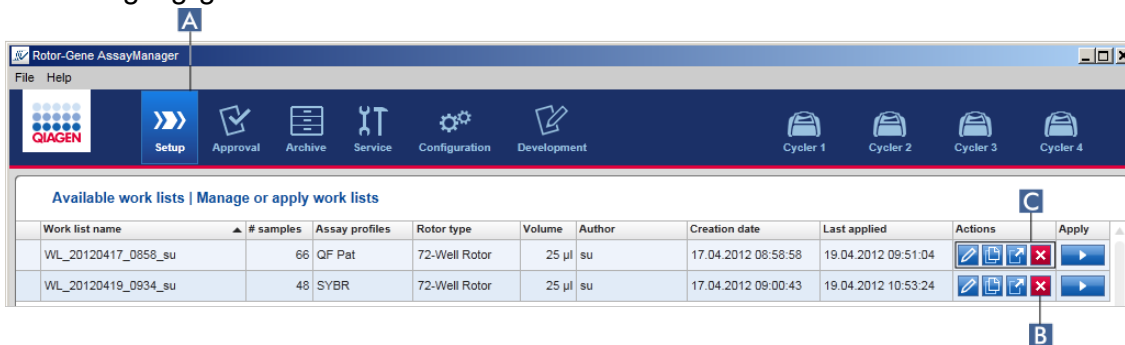 A
Rotor-Gene AssayManager
File Help
QIAGEN
Setup Approval Archive Service Configuration Development Cycler 1 Cycler 2 Cycler 3 Cycler 4
Available work lists | Manage or apply work lists
C
Work list name # samples Assay profiles Rotor type Volume Author Creation date Last applied Actions Apply
WL_20120417_0858_su 66 QF Pat 72-Well Rotor 25 µl su 17.04.2012 08:58:58 19.04.2012 09:51:04
WL_20120419_0934_su 48 SYBR 72-Well Rotor 25 µl su 17.04.2012 09:00:43 19.04.2012 10:53:24
B